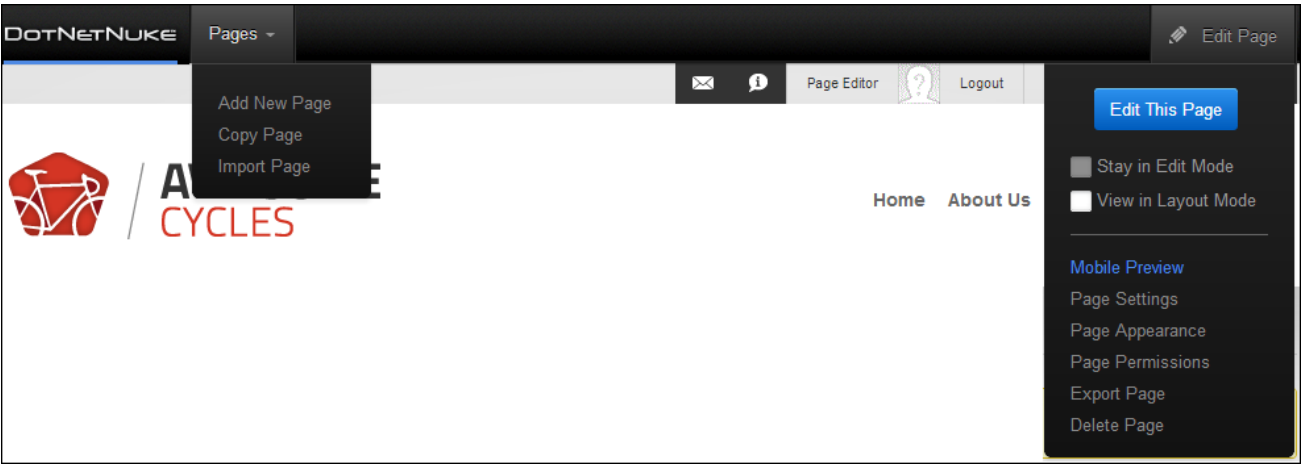 DotNetNuke Pages Edit Page
Add New Page
Copy Page
Import Page
Page Editor Logout
CYCLES
Home About Us
Edit This Page
Stay in Edit Mode
View in Layout Mode
Mobile Preview
Page Settings
Page Appearance
Page Permissions
Export Page
Delete Page